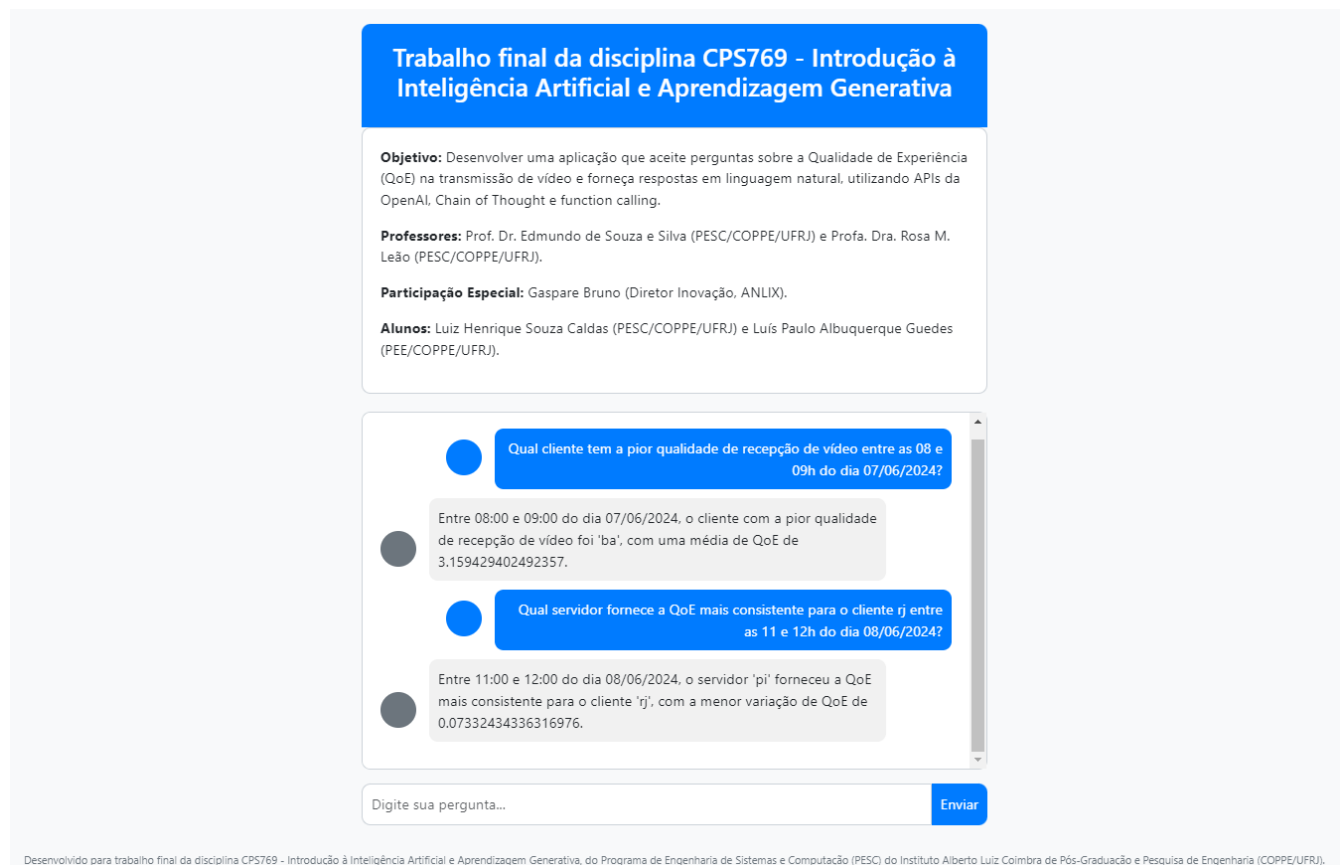 Trabalho final da disciplina CPS769 - Introdução à
Inteligência Artificial e Aprendizagem Generativa
Objetivo: Desenvolver uma aplicação que aceite perguntas sobre a Qualidade de Experiência
(QoE) na transmissão de vídeo e forneça respostas em linguagem natural, utilizando APIs da
OpenAI, Chain of Thought e function calling.
Professores: Prof. Dr. Edmundo de Souza e Silva (PESC/COPPE/UFRJ) e Profa. Dra. Rosa M.
Leão (PESC/COPPE/UFRJ).
Participação Especial: Gaspare Bruno (Diretor Inovação, ANLIX).
Alunos: Luiz Henrique Souza Caldas (PESC/COPPE/UFRJ) e Luís Paulo Albuquerque Guedes
(PEE/COPPE/UFRJ).
Qual cliente tem a pior qualidade de recepção de vídeo entre as 08 e
09h do dia 07/06/2024?
Entre 08:00 e 09:00 do dia 07/06/2024, o cliente com a pior qualidade
de recepção de vídeo foi 'ba', com uma média de QoE de
3.159429402492357.
Qual servidor fornece a QoE mais consistente para o cliente rj entre
as 11 e 12h do dia 08/06/2024?
Entre 11:00 e 12:00 do dia 08/06/2024, o servidor 'pi' forneceu a QoE
mais consistente para o cliente 'rj', com a menor variação de QoE de
0.07332434336316976.
Digite sua pergunta...
Enviar
Desenvolvido para trabalho final da disciplina CPS769 - Introdução à Inteligência Artificial e Aprendizagem Generativa, do Programa de Engenharia de Sistemas e Computação (PESC) do Instituto Alberto Luiz Coimbra de Pós-Graduação e Pesquisa de Engenharia (COPPE/UFRJ).